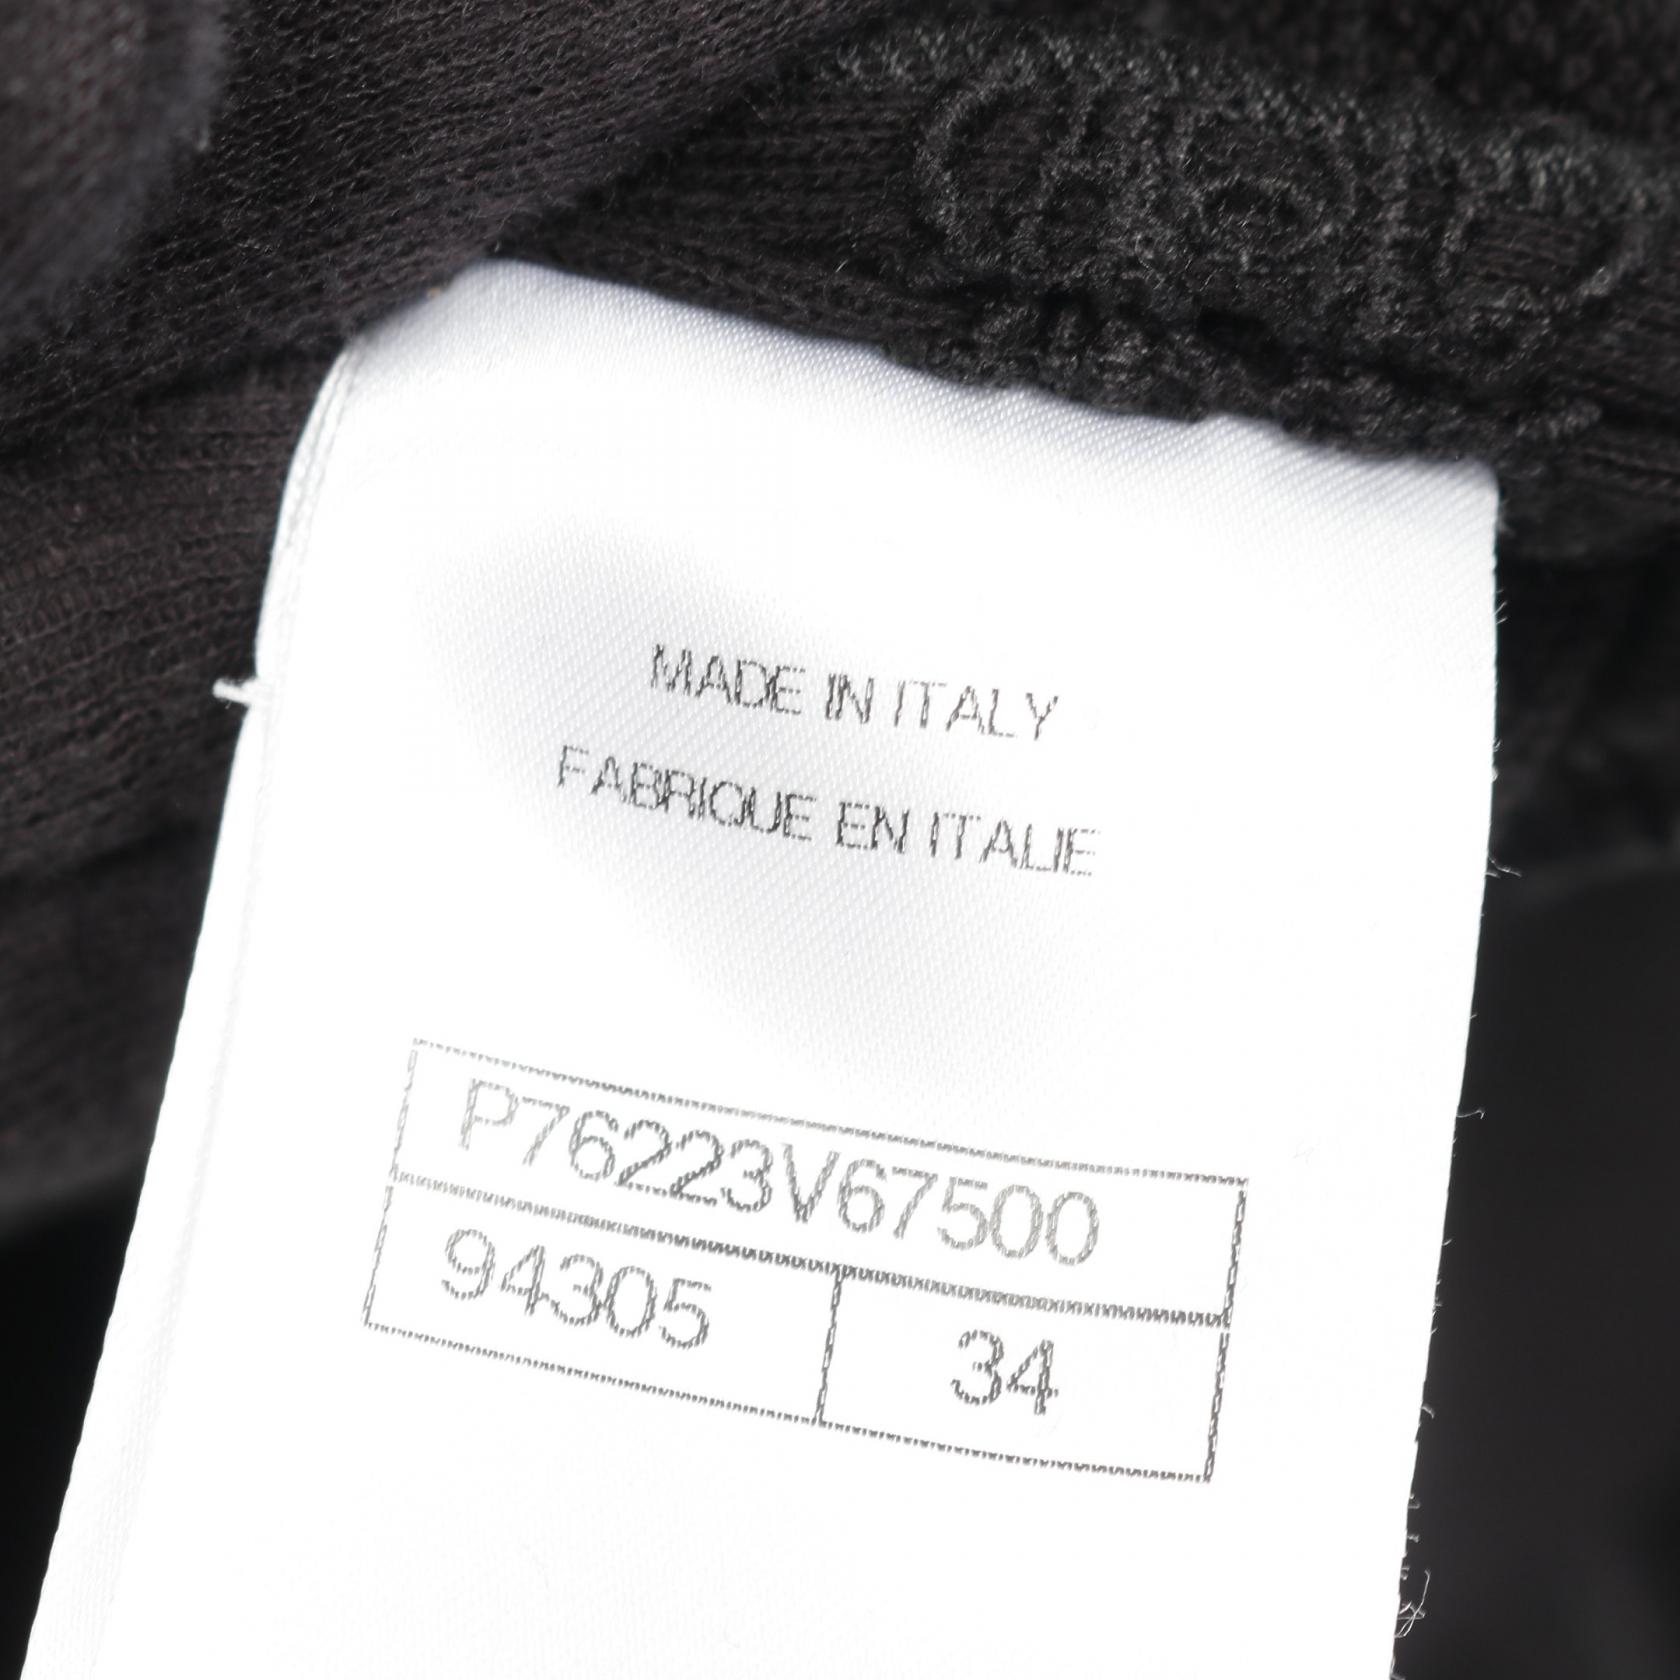 MADE IN ITALY
FABRIQUE EN ITALIE
P76223V67500
94305 34